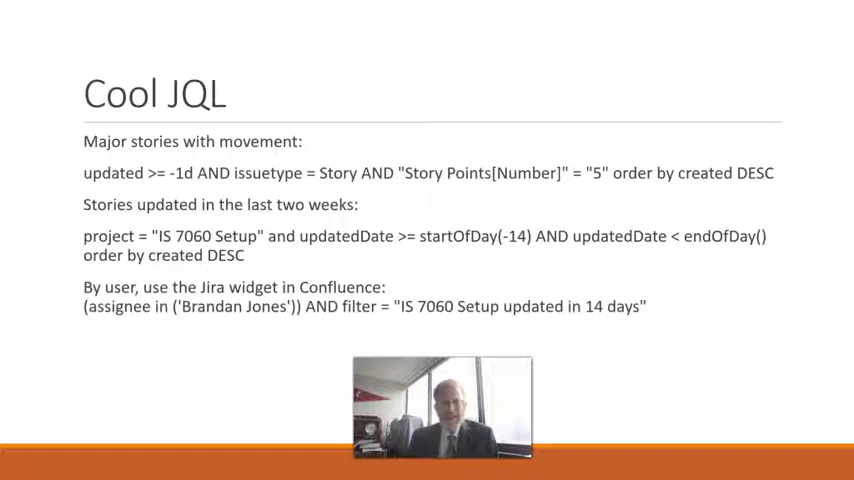 Cool JQL
Major stories with movement:
updated >= -1d AND issuetype = Story AND "Story Points[Number]" = "5" order by created DESC
Stories updated in the last two weeks:
project = "IS 7060 Setup" and updatedDate >= startOfDay(-14) AND updatedDate < endOfDay()
order by created DESC
By user, use the Jira widget in Confluence:
(assignee in ('Brandan Jones')) AND filter = "IS 7060 Setup updated in 14 days"